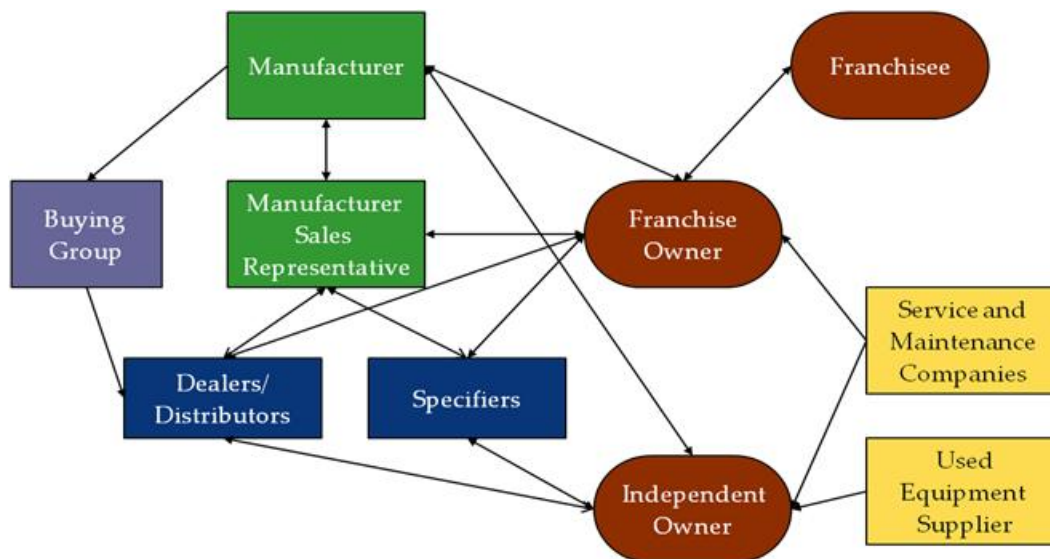 Manufacturer
Franchisee
Buying
Group
Manufacturer
Sales
Representative
Franchise
Owner
Service and
Maintenance
Companies
Dealers/
Distributors
Specifiers
Independent
Owner
Used
Equipment
Supplier